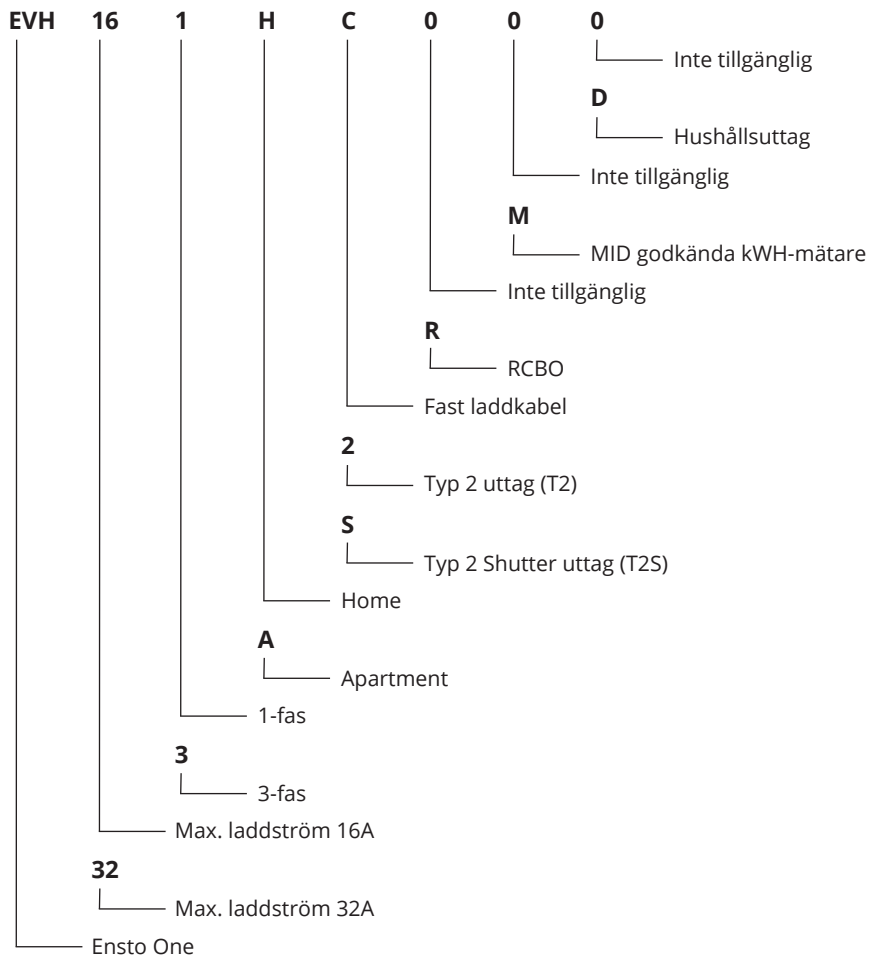 EVH 16 1 H C 0 0 0
Inte tillgänglig
D
Hushållsuttag
Inte tillgänglig
M
MID godkända kWH-mätare
Inte tillgänglig
R
RCBO
Fast laddkabel
2
Typ 2 uttag (T2)
S
Typ 2 Shutter uttag (T2S)
Home
A
Apartment
1-fas
3
3-fas
Max. laddström 16A
32
Max. laddström 32A
Ensto One